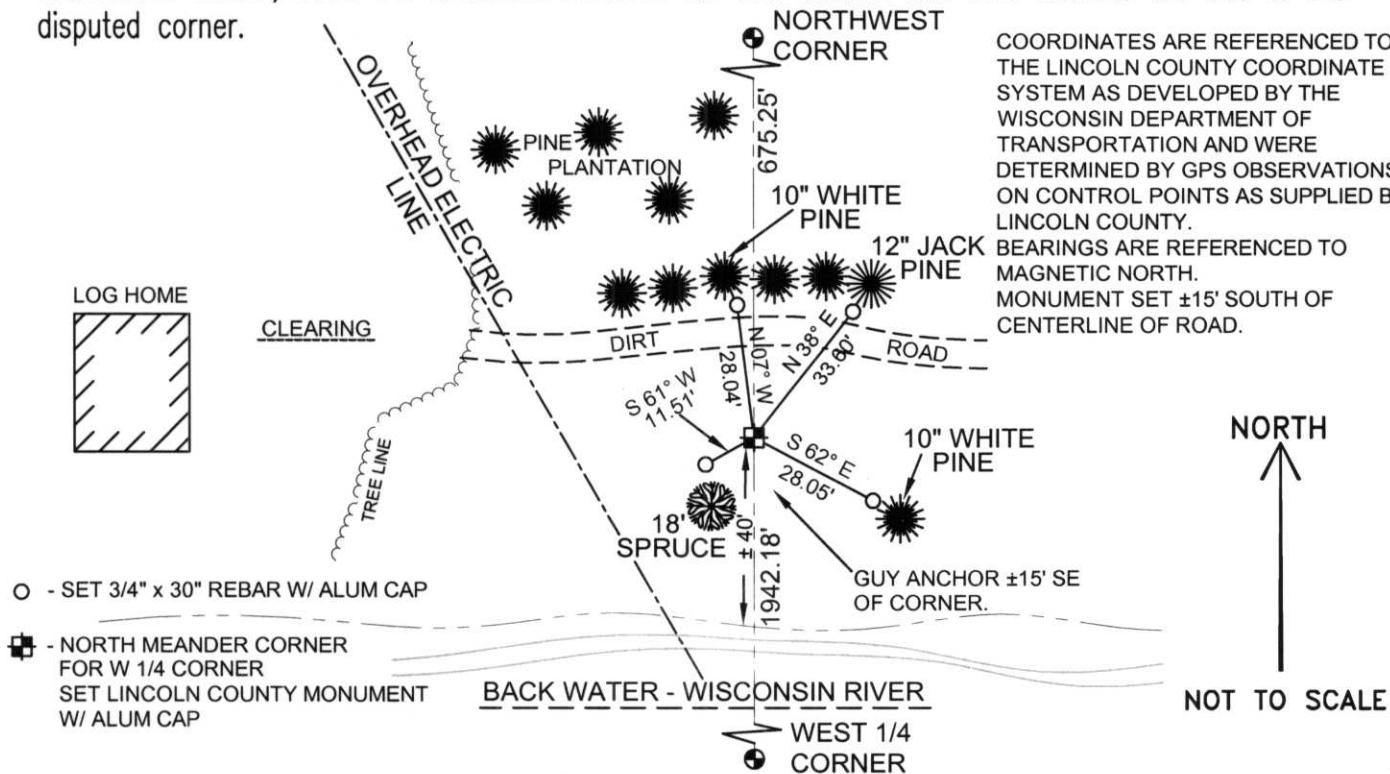 disputed corner.
NORTHWEST
CORNER
COORDINATES ARE REFERENCED TO
THE LINCOLN COUNTY COORDINATE
SYSTEM AS DEVELOPED BY THE
WISCONSIN DEPARTMENT OF
TRANSPORTATION AND WERE
DETERMINED BY GPS OBSERVATIONS
ON CONTROL POINTS AS SUPPLIED B
LINCOLN COUNTY.
BEARINGS ARE REFERENCED TO
MAGNETIC NORTH.
MONUMENT SET ±15' SOUTH OF
CENTERLINE OF ROAD.
OVERHEAD ELECTRIC
LINE
PINE
PLANTATION
675.25'
10" WHITE
PINE
12" JACK
PINE
LOG HOME
CLEARING
DIRT
ROAD
N 07° W
28.04'
N 38° E
33.60'
S 61° W
11.51'
S 62° E
28.05'
10" WHITE
PINE
NORTH
TREE LINE
18'
SPRUCE
± 40'
1942.18'
GUY ANCHOR ±15' SE
OF CORNER.
- SET 3/4" x 30" REBAR W/ ALUM CAP
- NORTH MEANDER CORNER
FOR W 1/4 CORNER
SET LINCOLN COUNTY MONUMENT
W/ ALUM CAP
BACK WATER - WISCONSIN RIVER
NOT TO SCALE
WEST 1/4
CORNER